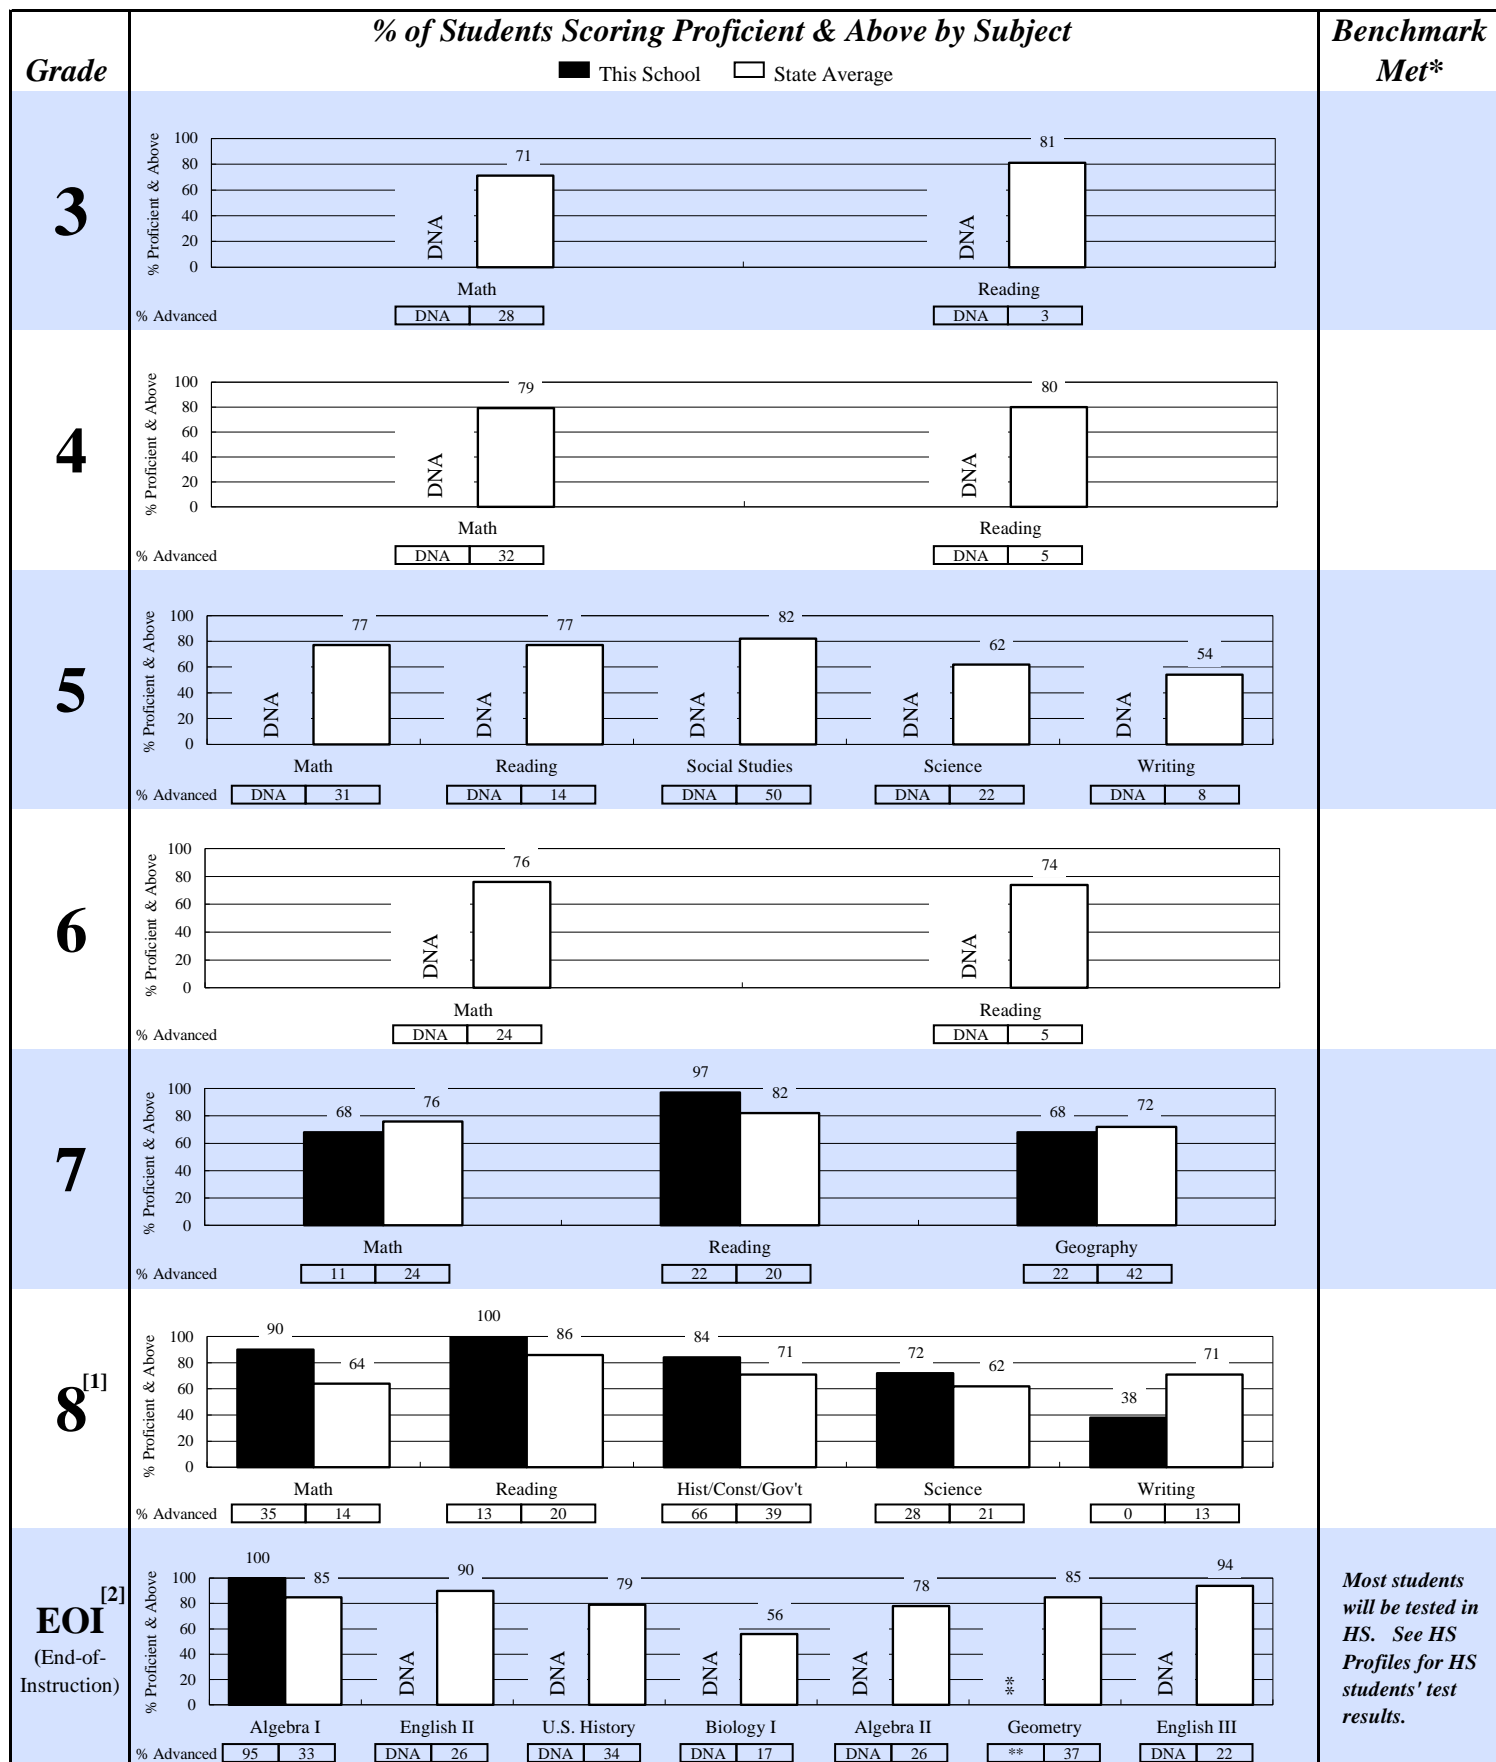 % of Students Scoring Proficient & Above by Subject
Benchmark
Met*
Grade
This School State Average
3
% Proficient & Above
100
80
60
40
20
0
DNA 71 DNA 81
Math Reading
% Advanced DNA 28 DNA 3
4
% Proficient & Above
100
80
60
40
20
0
DNA 79 DNA 80
Math Reading
% Advanced DNA 32 DNA 5
5
% Proficient & Above
100
80
60
40
20
0
DNA 77 DNA 77 DNA 82 DNA 62 DNA 54
Math Reading Social Studies Science Writing
% Advanced DNA 31 DNA 14 DNA 50 DNA 22 DNA 8
6
% Proficient & Above
100
80
60
40
20
0
DNA 76 DNA 74
Math Reading
% Advanced DNA 24 DNA 5
7
% Proficient & Above
100
80
60
40
20
0
68 76 97 82 68 72
Math Reading Geography
% Advanced 11 24 22 20 22 42
8[1]
% Proficient & Above
100
80
60
40
20
0
90 64 100 86 84 71 72 62 38 71
Math Reading Hist/Const/Gov't Science Writing
% Advanced 35 14 13 20 66 39 28 21 0 13
EOI[2]
(End-of-
Instruction)
% Proficient & Above
100
80
60
40
20
0
100 85 DNA 90 DNA 79 DNA 56 DNA 78 ** 85 DNA 94
Algebra I English II U.S. History Biology I Algebra II Geometry English III
% Advanced 95 33 DNA 26 DNA 34 DNA 17 DNA 26 ** 37 DNA 22
Most students
will be tested in
HS. See HS
Profiles for HS
students' test
results.